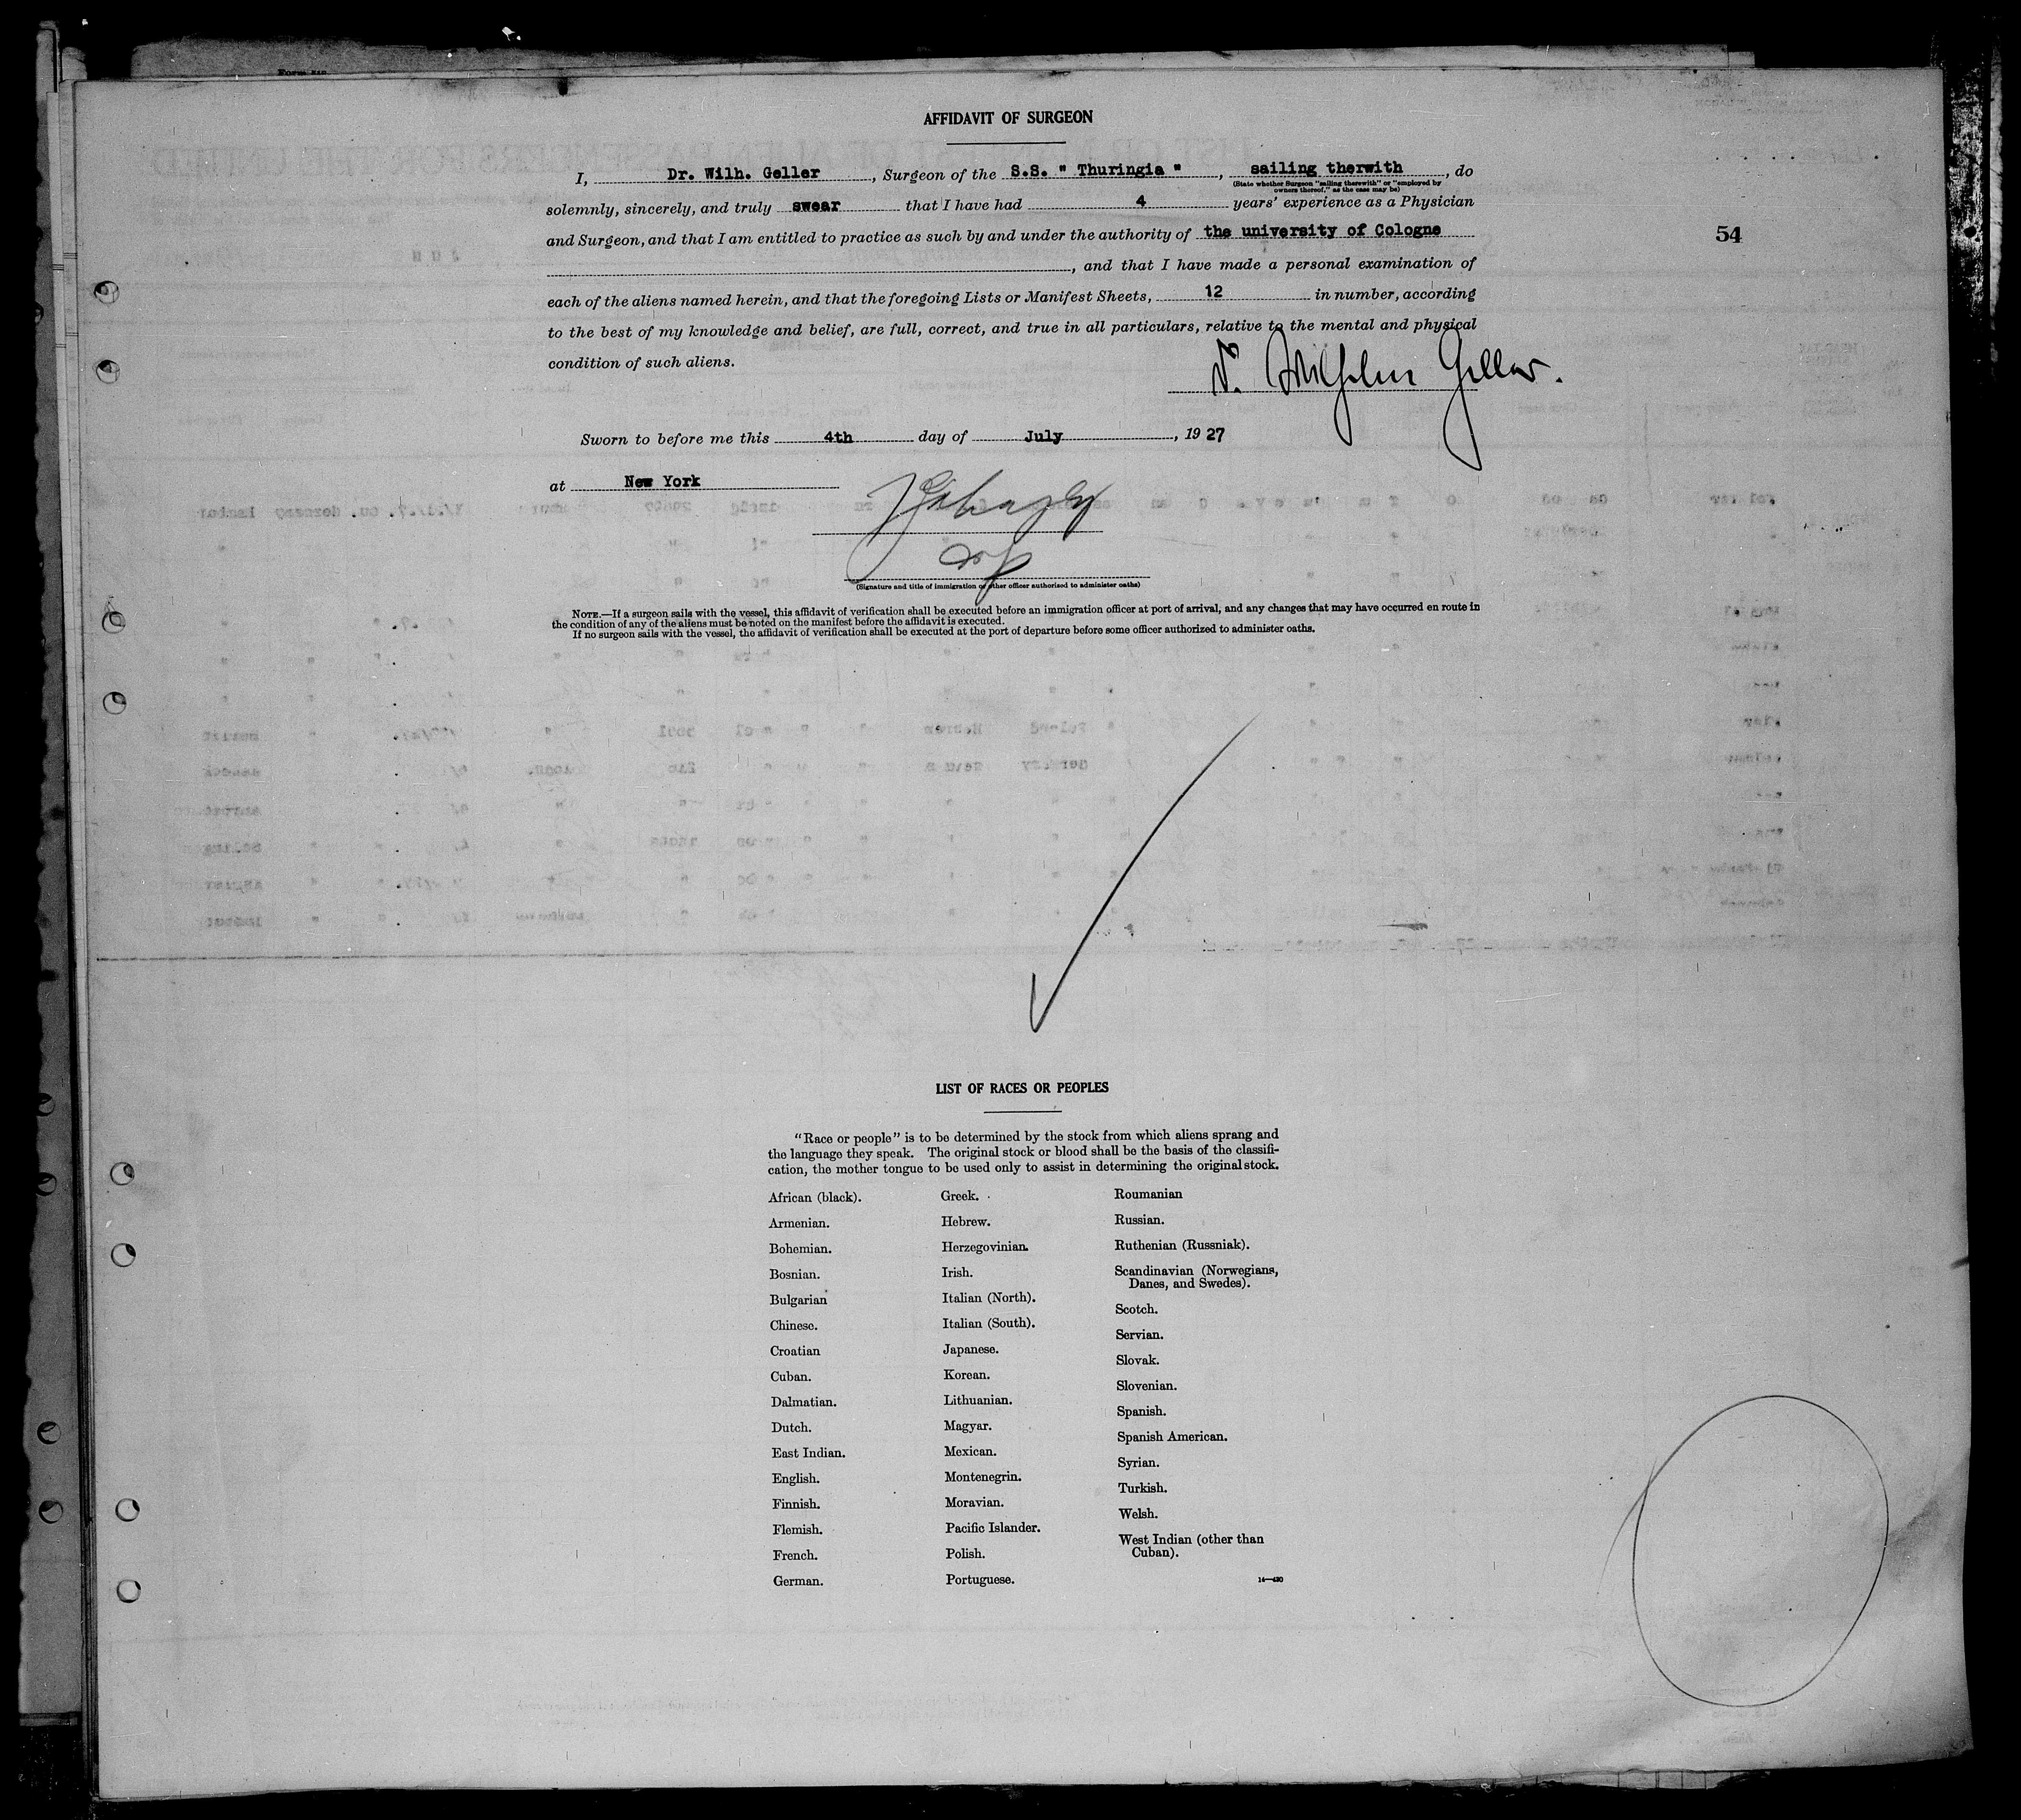 AFFIDAVIT OF SURGEON
I, Dr. Wilh. Geller, Surgeon of the S.S. " Thuringia ", sailing therwith, do
(State whether Surgeon "sailing therewith" or "employed by
owners thereof," as the case may be)
solemnly, sincerely, and truly swear that I have had 4 years' experience as a Physician
and Surgeon, and that I am entitled to practice as such by and under the authority of the university of Cologne
54
, and that I have made a personal examination of
each of the aliens named herein, and that the foregoing Lists or Manifest Sheets, 12 in number, according
to the best of my knowledge and belief, are full, correct, and true in all particulars, relative to the mental and physical
condition of such aliens.
Dr. Wilhelm Geller.
Sworn to before me this 4th day of July, 1927
at New York
(Signature and title of immigration or other officer authorized to administer oaths)
NOTE.—If a surgeon sails with the vessel, this affidavit of verification shall be executed before an immigration officer at port of arrival, and any changes that may have occurred en route in
the condition of any of the aliens must be noted on the manifest before the affidavit is executed.
If no surgeon sails with the vessel, the affidavit of verification shall be executed at the port of departure before some officer authorized to administer oaths.
LIST OF RACES OR PEOPLES
"Race or people" is to be determined by the stock from which aliens sprang and
the language they speak. The original stock or blood shall be the basis of the classifi-
cation, the mother tongue to be used only to assist in determining the original stock.
African (black).
Armenian.
Bohemian.
Bosnian.
Bulgarian
Chinese.
Croatian
Cuban.
Dalmatian.
Dutch.
East Indian.
English.
Finnish.
Flemish.
French.
German.
Greek.
Hebrew.
Herzegovinian.
Irish.
Italian (North).
Italian (South).
Japanese.
Korean.
Lithuanian.
Magyar.
Mexican.
Montenegrin.
Moravian.
Pacific Islander.
Polish.
Portuguese.
Roumanian
Russian.
Ruthenian (Russniak).
Scandinavian (Norwegians,
Danes, and Swedes).
Scotch.
Servian.
Slovak.
Slovenian.
Spanish.
Spanish American.
Syrian.
Turkish.
Welsh.
West Indian (other than
Cuban).